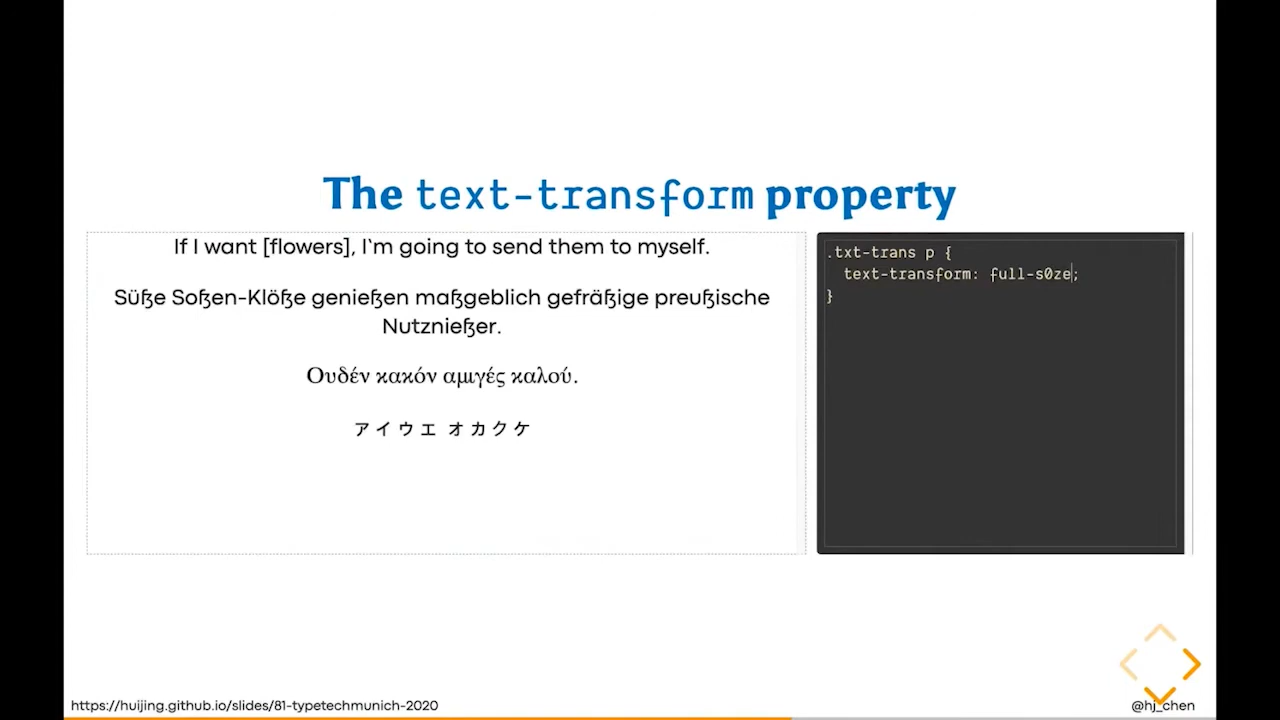 The text-transform property
If I want [flowers], I‛m going to send them to myself.
Süße Soßen-Klöße genießen maßgeblich gefräßige preußische
Nutznießer.
Ουδέν κακόν αμιγές καλού.
アイウエ オカクケ
.txt-trans p {
  text-transform: full-s0ze;
}
https://huijing.github.io/slides/81-typetechmunich-2020
@hj_chen